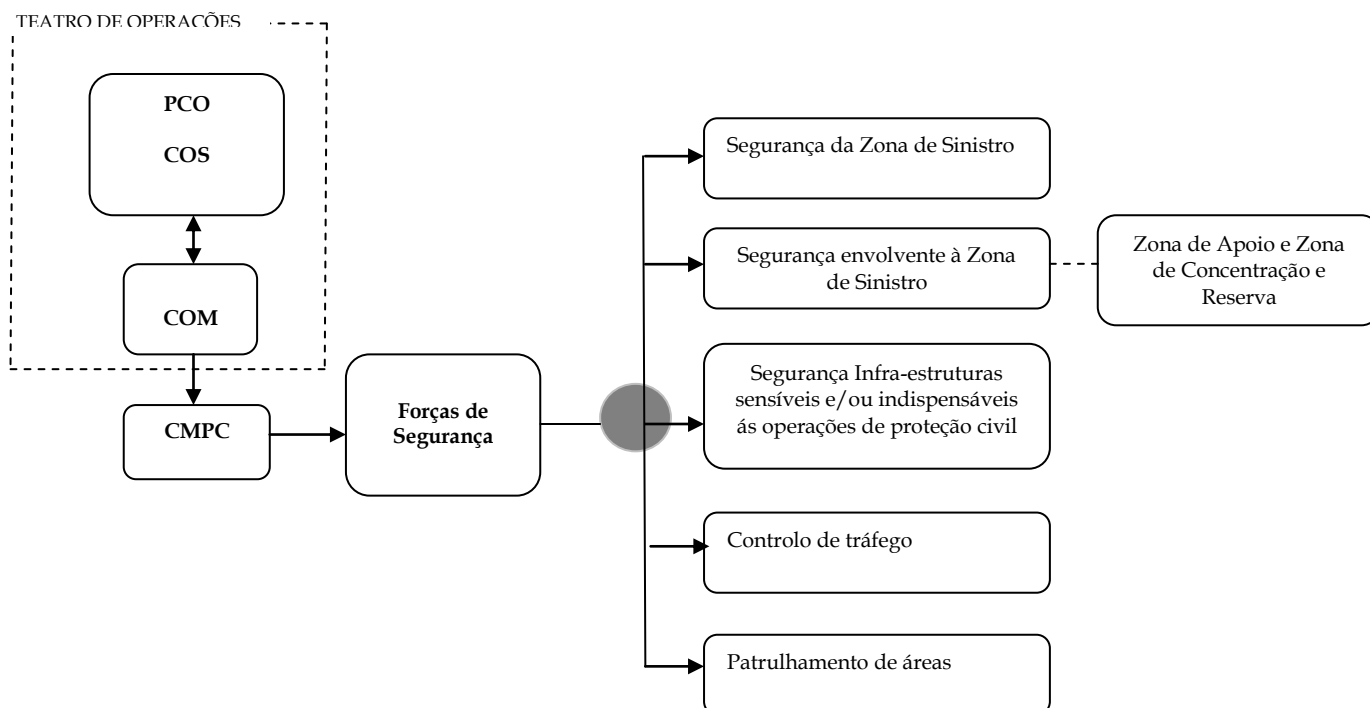 TEATRO DE OPERAÇÕES
PCO
COS
COM
CMPC
Forças de
Segurança
Segurança da Zona de Sinistro
Segurança envolvente à Zona
de Sinistro
Zona de Apoio e Zona
de Concentração e
Reserva
Segurança Infra-estruturas
sensíveis e/ou indispensáveis
ás operações de proteção civil
Controlo de tráfego
Patrulhamento de áreas